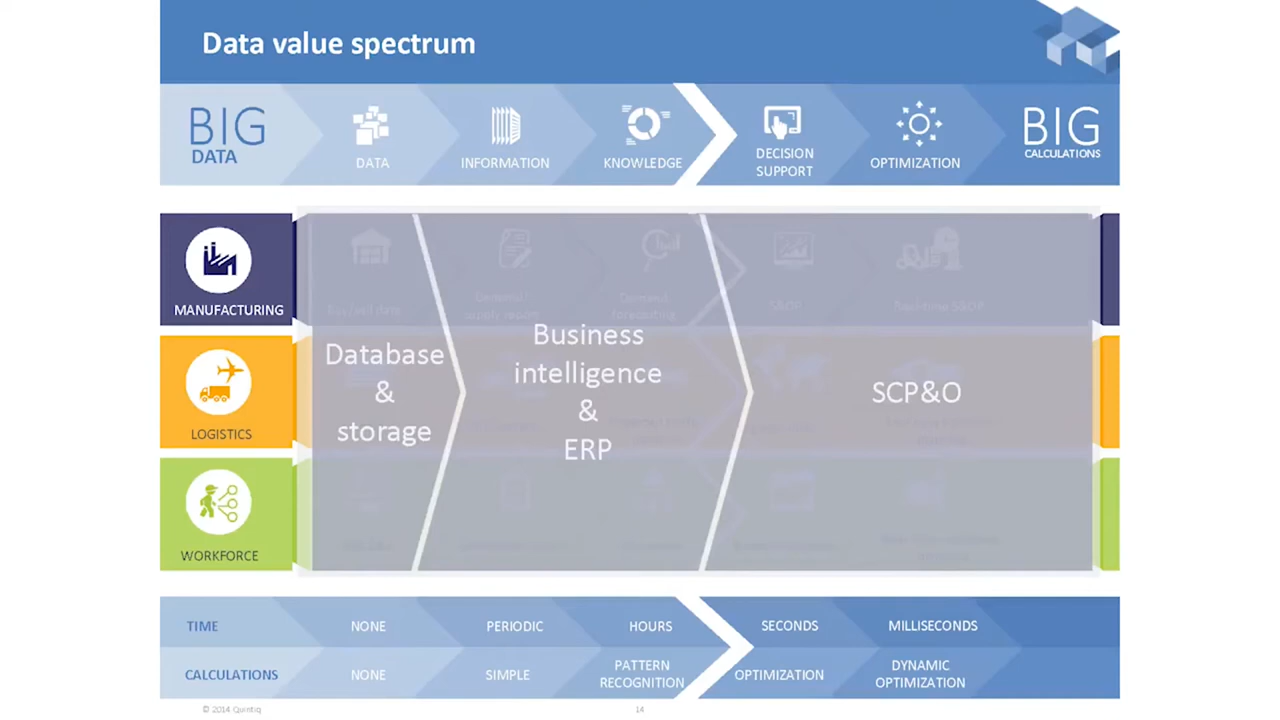 Data value spectrum
BIG
DATA
DATA
INFORMATION
KNOWLEDGE
DECISION
SUPPORT
OPTIMIZATION
BIG
CALCULATIONS
MANUFACTURING
Database
&
storage
Business
intelligence
&
ERP
SCP&O
LOGISTICS
WORKFORCE
TIME
NONE
PERIODIC
HOURS
SECONDS
MILLISECONDS
CALCULATIONS
NONE
SIMPLE
PATTERN
RECOGNITION
OPTIMIZATION
DYNAMIC
OPTIMIZATION
© 2014 Quintiq
14